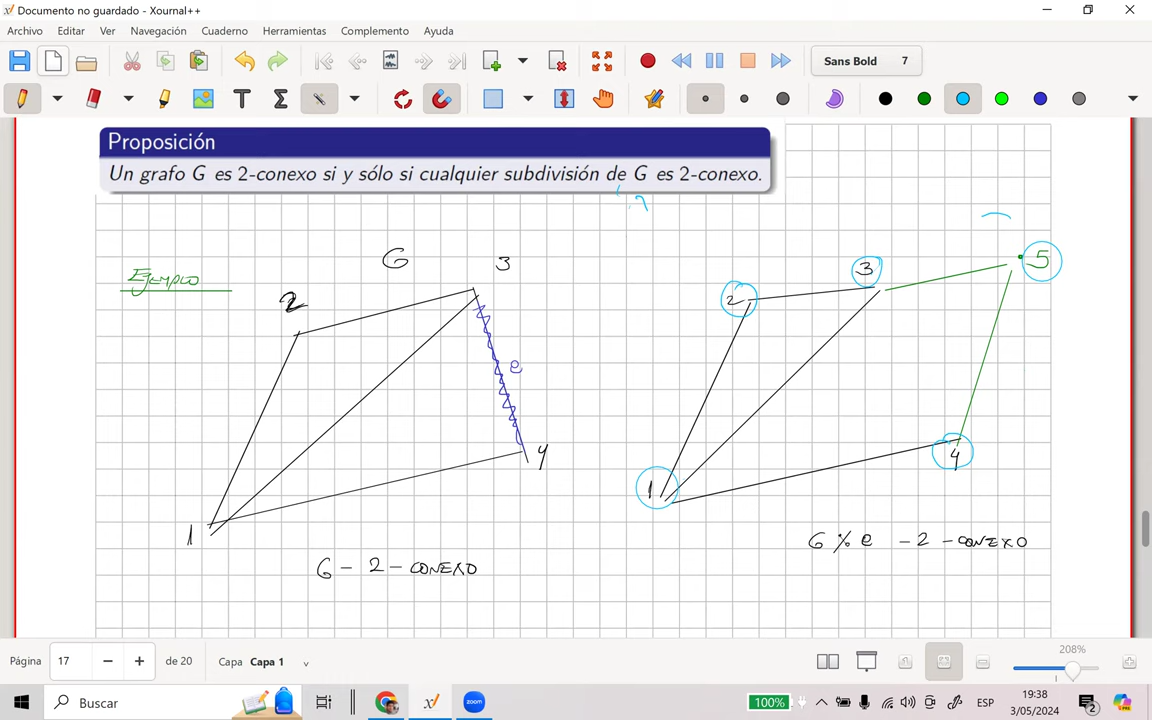 Documento no guardado - Xournal++
Archivo Editar Ver Navegación Cuaderno Herramientas Complemento Ayuda
Sans Bold 7
Proposición
Un grafo G es 2-conexo si y sólo si cualquier subdivisión de G es 2-conexo.
Ejemplo
G 3
2
e
4
1
G - 2 - CONEXO
2 3 5
1 4
G % e - 2 - CONEXO
Página 17 de 20 Capa Capa 1
208%
Buscar
100%
ESP
19:38
3/05/2024
2